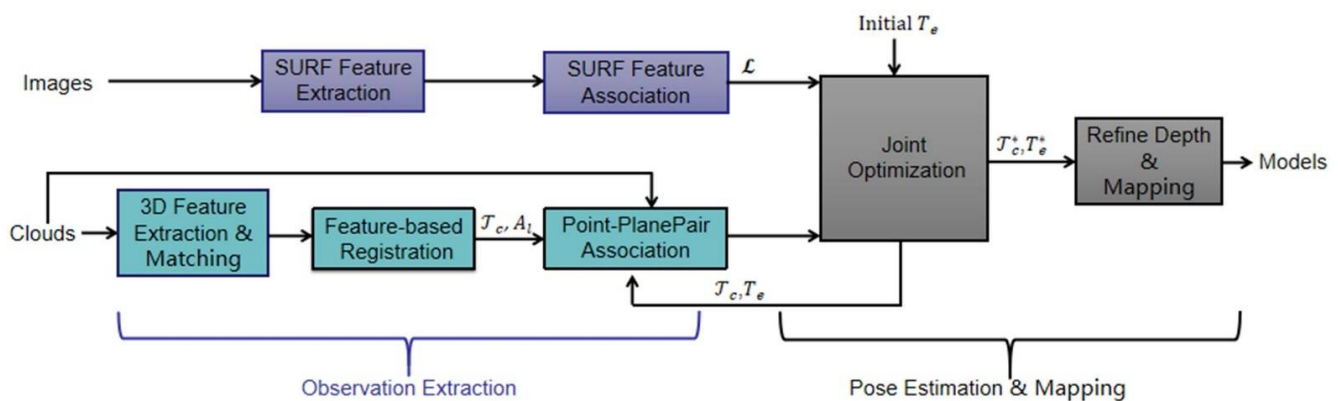 Initial T_e
Images
SURF Feature
Extraction
SURF Feature
Association
ℒ
Joint
Optimization
𝒯_c^*,T_e^*
Refine Depth
&
Mapping
Models
Clouds
3D Feature
Extraction &
Matching
Feature-based
Registration
𝒯_c, A_l
Point-PlanePair
Association
𝒯_c,T_e
Observation Extraction
Pose Estimation & Mapping